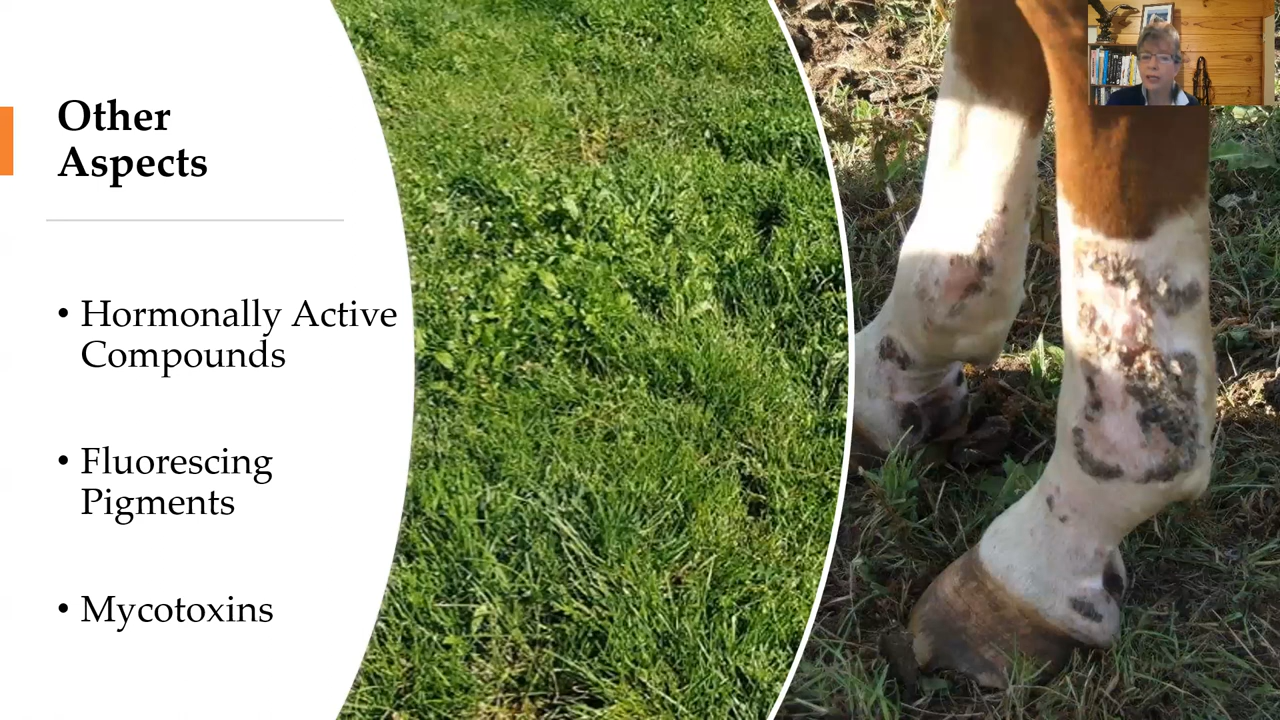 Other
Aspects
• Hormonally Active
Compounds
• Fluorescing
Pigments
• Mycotoxins